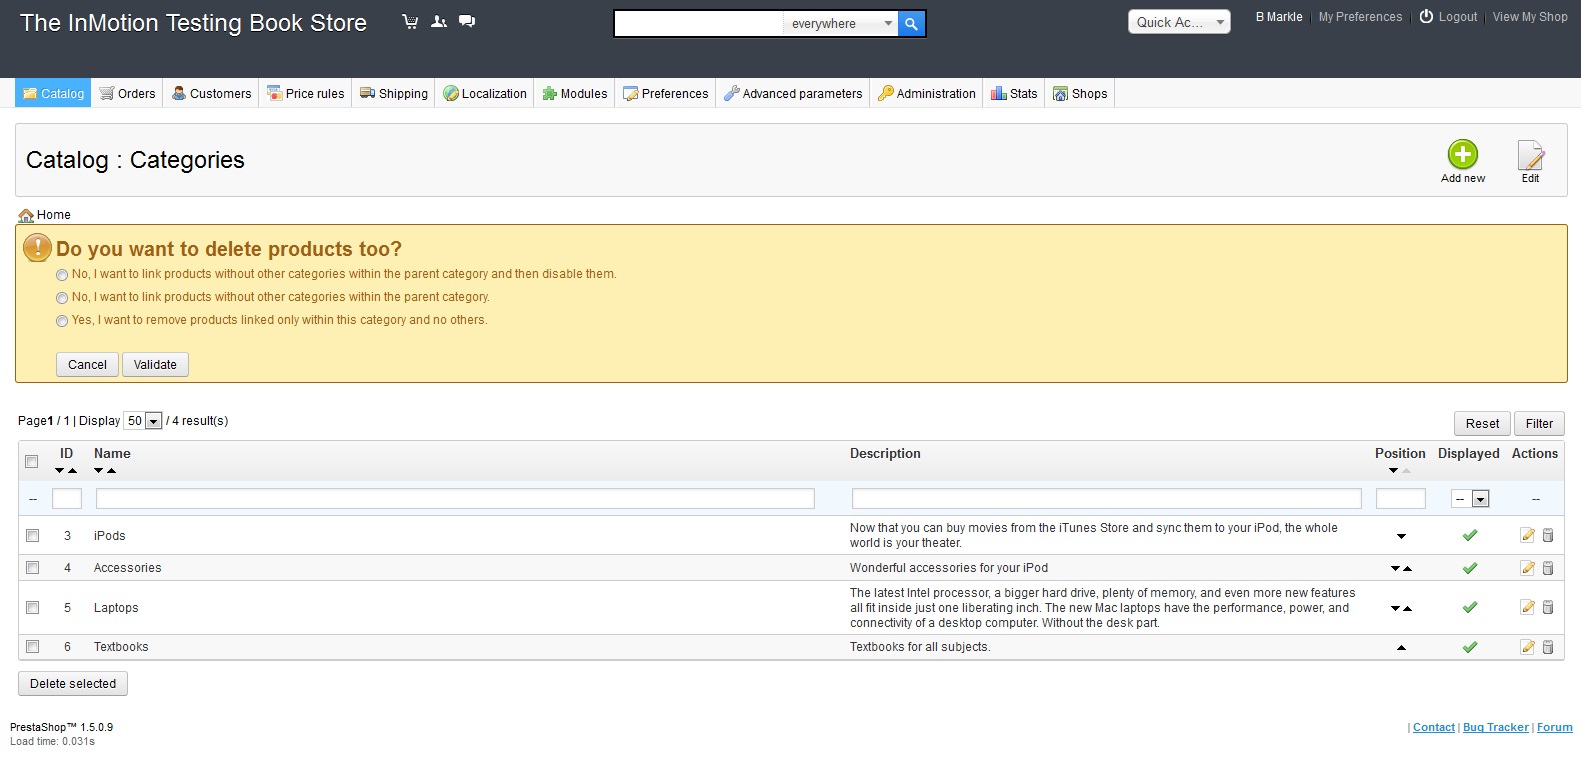 The InMotion Testing Book Store everywhere Quick Ac... B Markle My Preferences Logout View My Shop
Catalog Orders Customers Price rules Shipping Localization Modules Preferences Advanced parameters Administration Stats Shops
Catalog : Categories
Add new Edit
Home
Do you want to delete products too?
No, I want to link products without other categories within the parent category and then disable them.
No, I want to link products without other categories within the parent category.
Yes, I want to remove products linked only within this category and no others.
Cancel Validate
Page1 / 1 | Display 50 / 4 result(s) Reset Filter
ID Name Description Position Displayed Actions
-- -- --
3 iPods Now that you can buy movies from the iTunes Store and sync them to your iPod, the whole
world is your theater.
4 Accessories Wonderful accessories for your iPod
The latest Intel processor, a bigger hard drive, plenty of memory, and even more new features
5 Laptops all fit inside just one liberating inch. The new Mac laptops have the performance, power, and
connectivity of a desktop computer. Without the desk part.
6 Textbooks Textbooks for all subjects.
Delete selected
PrestaShop™ 1.5.0.9 | Contact | Bug Tracker | Forum
Load time: 0.031s